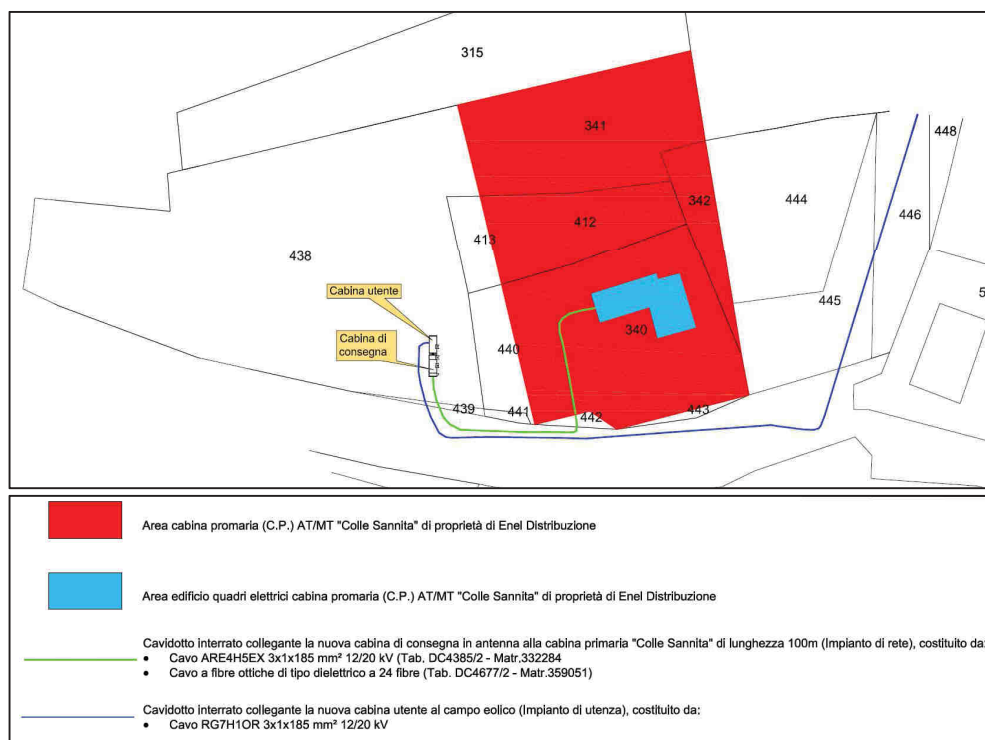 315
341
342
444
448
446
412
413
438
Cabina utente
Cabina di
consegna
445
340
440
439
441
442
443
Area cabina promaria (C.P.) AT/MT "Colle Sannita" di proprietà di Enel Distribuzione
Area edificio quadri elettrici cabina promaria (C.P.) AT/MT "Colle Sannita" di proprietà di Enel Distribuzione
Cavidotto interrato collegante la nuova cabina di consegna in antenna alla cabina primaria "Colle Sannita" di lunghezza 100m (Impianto di rete), costituito da:
• Cavo ARE4H5EX 3x1x185 mm² 12/20 kV (Tab. DC4385/2 - Matr.332284
• Cavo a fibre ottiche di tipo dielettrico a 24 fibre (Tab. DC4677/2 - Matr.359051)
Cavidotto interrato collegante la nuova cabina utente al campo eolico (Impianto di utenza), costituito da:
• Cavo RG7H1OR 3x1x185 mm² 12/20 kV